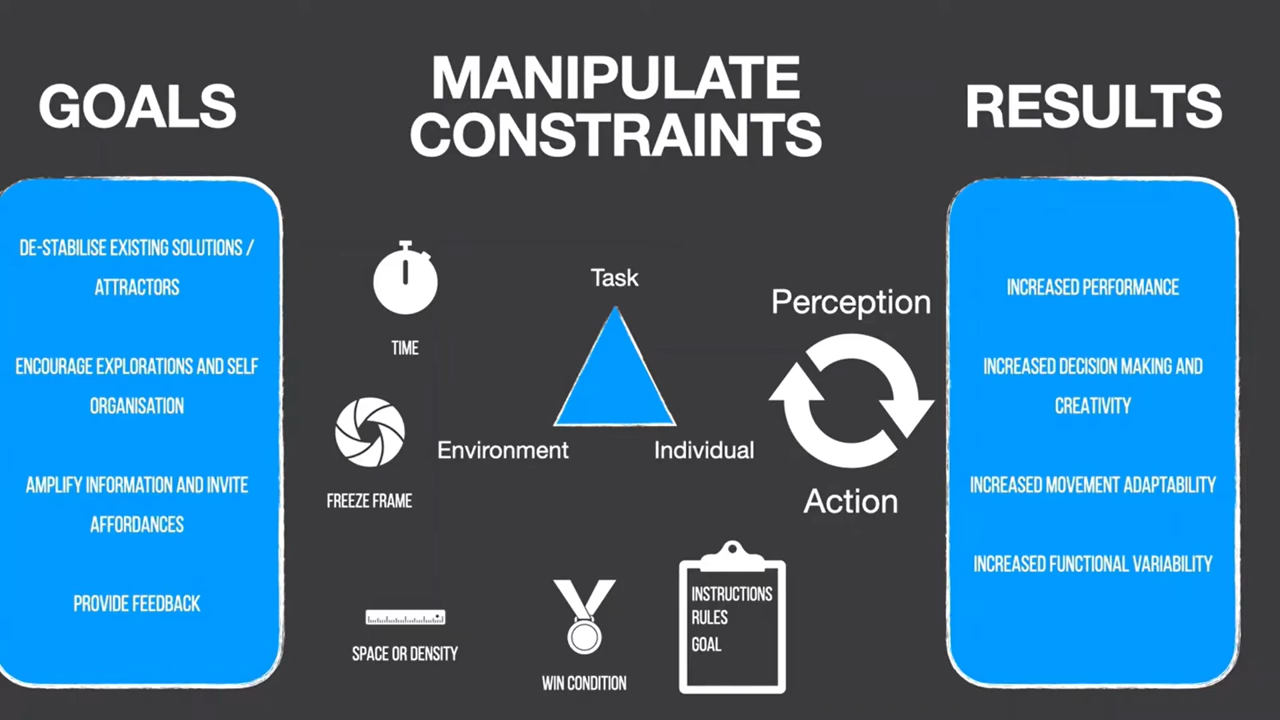 GOALS
MANIPULATE
CONSTRAINTS
RESULTS
DE-STABILISE EXISTING SOLUTIONS /
ATTRACTORS
ENCOURAGE EXPLORATIONS AND SELF
ORGANISATION
AMPLIFY INFORMATION AND INVITE
AFFORDANCES
PROVIDE FEEDBACK
TIME
FREEZE FRAME
SPACE OR DENSITY
Task
Environment
Individual
WIN CONDITION
INSTRUCTIONS
RULES
GOAL
Perception
Action
INCREASED PERFORMANCE
INCREASED DECISION MAKING AND
CREATIVITY
INCREASED MOVEMENT ADAPTABILITY
INCREASED FUNCTIONAL VARIABILITY